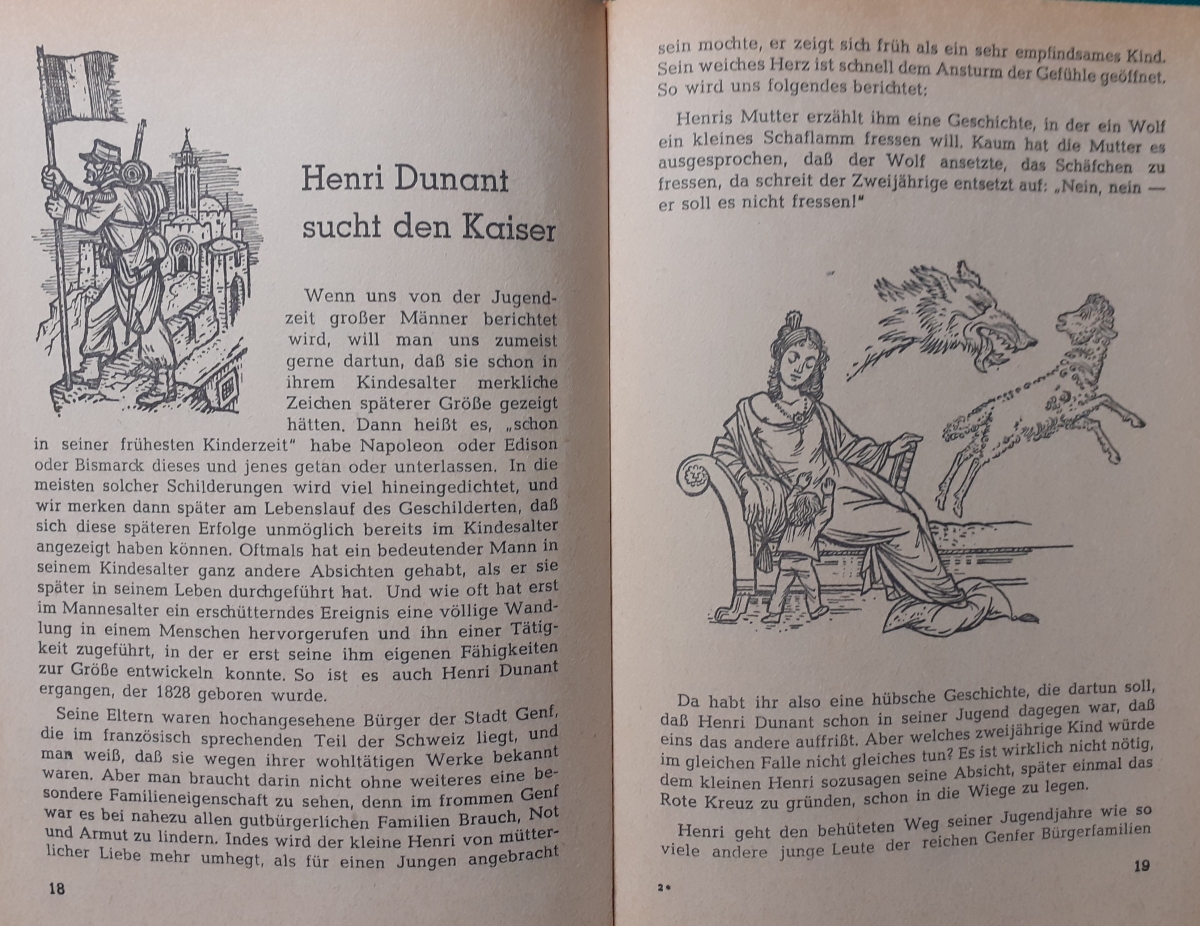 Henri Dunant
sucht den Kaiser
Wenn uns von der Jugend-
zeit großer Männer berichtet
wird, will man uns zumeist
gerne dartun, daß sie schon in
ihrem Kindesalter merkliche
Zeichen späterer Größe gezeigt
hätten. Dann heißt es, „schon
in seiner frühesten Kinderzeit" habe Napoleon oder Edison
oder Bismarck dieses und jenes getan oder unterlassen. In die
meisten solcher Schilderungen wird viel hineingedichtet, und
wir merken dann später am Lebenslauf des Geschilderten, daß
sich diese späteren Erfolge unmöglich bereits im Kindesalter
angezeigt haben können. Oftmals hat ein bedeutender Mann in
seinem Kindesalter ganz andere Absichten gehabt, als er sie
später in seinem Leben durchgeführt hat. Und wie oft hat erst
im Mannesalter ein erschütterndes Ereignis eine völlige Wand-
lung in einem Menschen hervorgerufen und ihn einer Tätig-
keit zugeführt, in der er erst seine ihm eigenen Fähigkeiten
zur Größe entwickeln konnte. So ist es auch Henri Dunant
ergangen, der 1828 geboren wurde.
Seine Eltern waren hochangesehene Bürger der Stadt Genf,
die im französisch sprechenden Teil der Schweiz liegt, und
man weiß, daß sie wegen ihrer wohltätigen Werke bekannt
waren. Aber man braucht darin nicht ohne weiteres eine be-
sondere Familieneigenschaft zu sehen, denn im frommen Genf
war es bei nahezu allen gutbürgerlichen Familien Brauch, Not
und Armut zu lindern. Indes wird der kleine Henri von mütter-
licher Liebe mehr umhegt, als für einen Jungen angebracht
18
sein mochte, er zeigt sich früh als ein sehr empfindsames Kind.
Sein weiches Herz ist schnell dem Ansturm der Gefühle geöffnet.
So wird uns folgendes berichtet:
Henris Mutter erzählt ihm eine Geschichte, in der ein Wolf
ein kleines Schaflamm fressen will. Kaum hat die Mutter es
ausgesprochen, daß der Wolf ansetzte, das Schäfchen zu
fressen, da schreit der Zweijährige entsetzt auf: „Nein, nein —
er soll es nicht fressen!"
Da habt ihr also eine hübsche Geschichte, die dartun soll,
daß Henri Dunant schon in seiner Jugend dagegen war, daß
eins das andere auffrißt. Aber welches zweijährige Kind würde
im gleichen Falle nicht gleiches tun? Es ist wirklich nicht nötig,
dem kleinen Henri sozusagen seine Absicht, später einmal das
Rote Kreuz zu gründen, schon in die Wiege zu legen.
Henri geht den behüteten Weg seiner Jugendjahre wie so
viele andere junge Leute der reichen Genfer Bürgerfamilien
2*
19